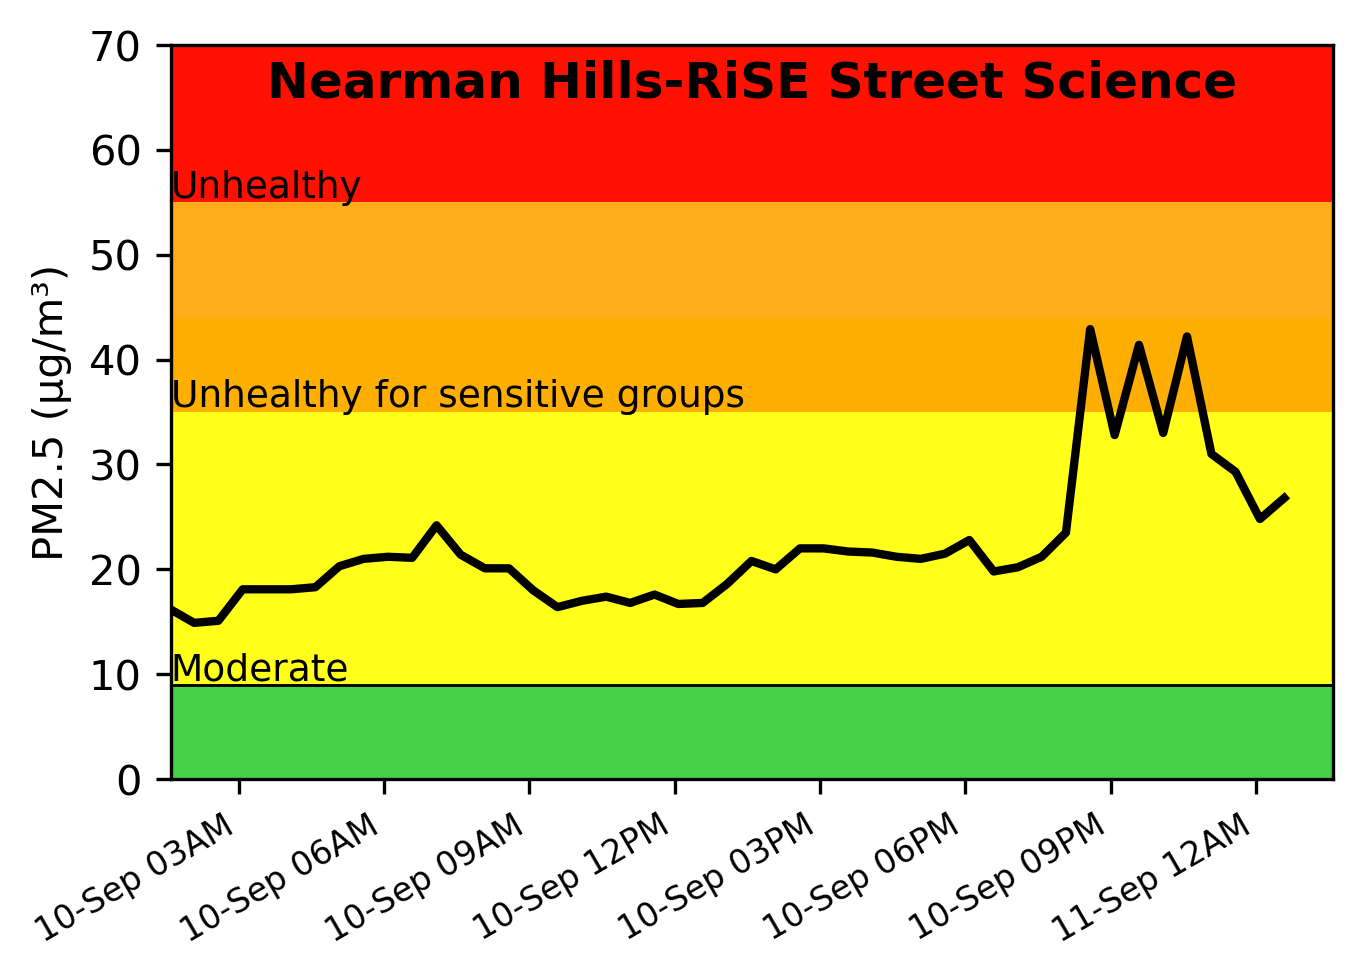 Nearman Hills-RiSE Street Science
PM2.5 (µg/m³)
70
60
50
40
30
20
10
0
Unhealthy
Unhealthy for sensitive groups
Moderate
10-Sep 03AM
10-Sep 06AM
10-Sep 09AM
10-Sep 12PM
10-Sep 03PM
10-Sep 06PM
10-Sep 09PM
11-Sep 12AM